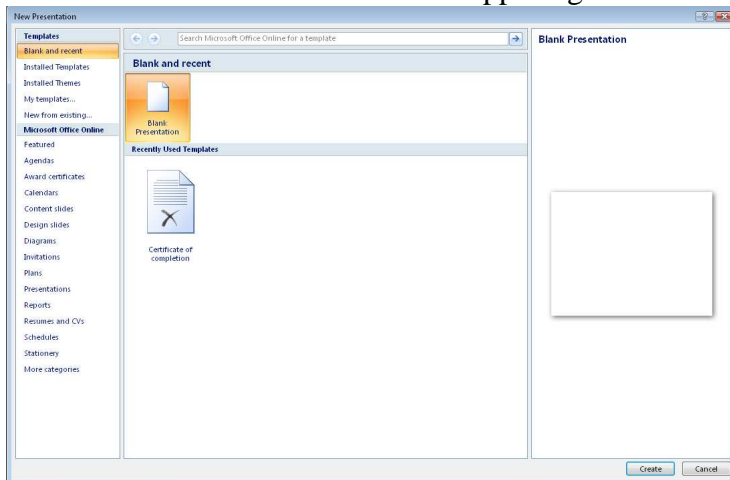 New Presentation
Templates
Blank and recent
Installed Templates
Installed Themes
My templates...
New from existing...
Microsoft Office Online
Featured
Agendas
Award certificates
Calendars
Content slides
Design slides
Diagrams
Invitations
Plans
Presentations
Reports
Resumes and CVs
Schedules
Stationery
More categories
Search Microsoft Office Online for a template
Blank and recent
Blank
Presentation
Recently Used Templates
Certificate of
completion
Blank Presentation
Create
Cancel